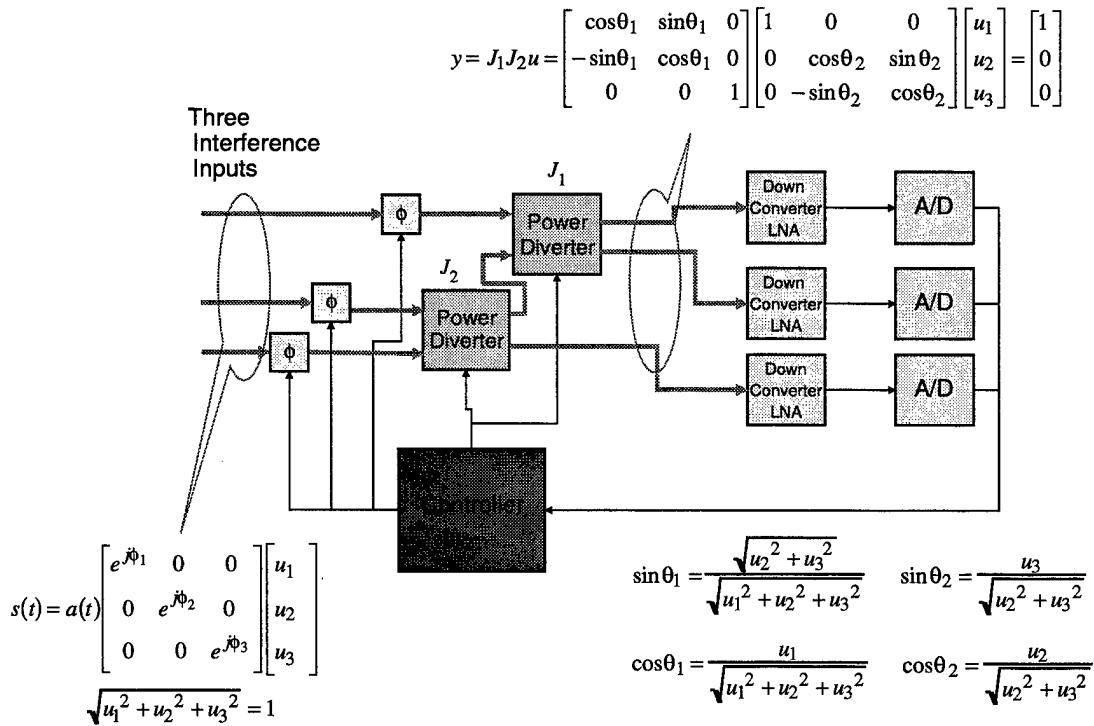 y = J₁J₂u = [cosθ₁ sinθ₁ 0; −sinθ₁ cosθ₁ 0; 0 0 1] [1 0 0; 0 cosθ₂ sinθ₂; 0 −sinθ₂ cosθ₂] [u₁; u₂; u₃] = [1; 0; 0]
Three
Interference
Inputs
J₁
ϕ
Power
Diverter
Down
Converter
LNA
A/D
J₂
ϕ
Power
Diverter
Down
Converter
LNA
A/D
ϕ
Down
Converter
LNA
A/D
Controller
s(t) = a(t) [e^{jϕ₁} 0 0; 0 e^{jϕ₂} 0; 0 0 e^{jϕ₃}] [u₁; u₂; u₃]
√(u₁² + u₂² + u₃²) = 1
sinθ₁ = √(u₂² + u₃²) / √(u₁² + u₂² + u₃²)
sinθ₂ = u₃ / √(u₂² + u₃²)
cosθ₁ = u₁ / √(u₁² + u₂² + u₃²)
cosθ₂ = u₂ / √(u₂² + u₃²)